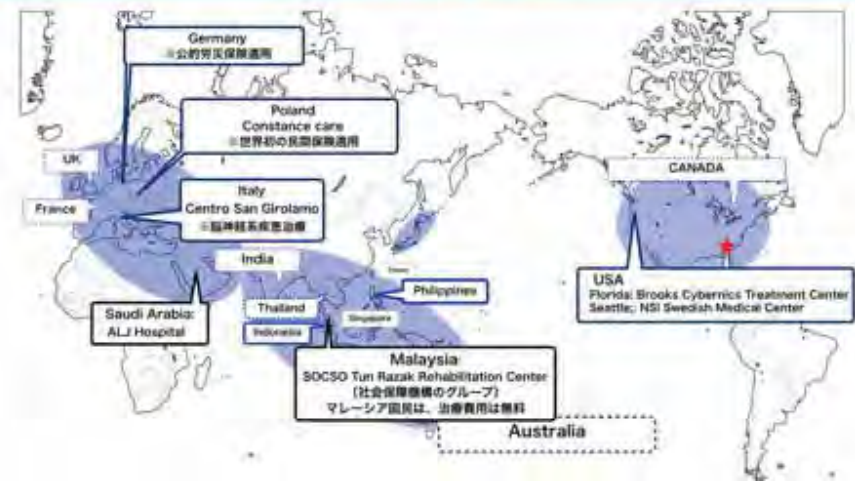 Germany
※公的労災保険適用
Poland
Constance care
※世界初の民間保険適用
UK
CANADA
Italy
Centro San Girolamo
※脳神経系疾患治療
France
India
USA
Florida: Brooks Cybernics Treatment Center
Seattle: NSI Swedish Medical Center
Philippines
Thailand
Singapore
Saudi Arabia:
ALJ Hospital
Indonesia
Malaysia
SOCSO Tun Razak Rehabilitation Center
(社会保障機構のグループ)
マレーシア国民は、治療費用は無料
Australia